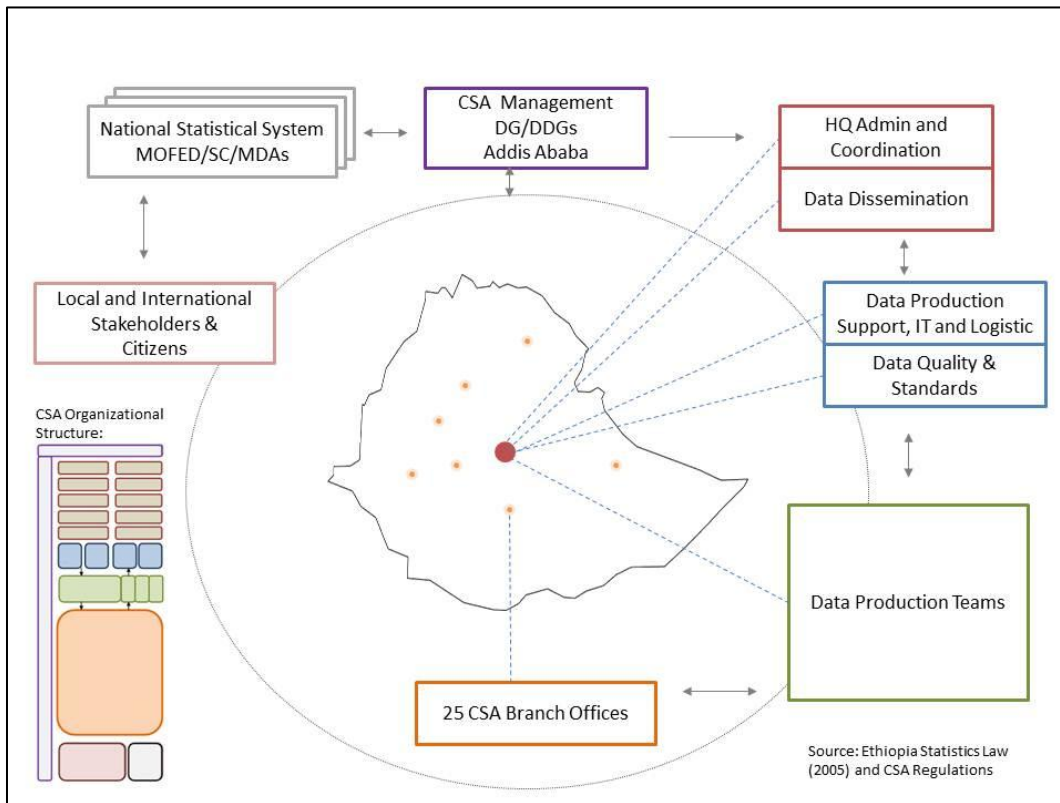 National Statistical System
MOFED/SC/MDAs
CSA Management
DG/DDGs
Addis Ababa
HQ Admin and
Coordination
Data Dissemination
Local and International
Stakeholders &
Citizens
Data Production
Support, IT and Logistic
Data Quality &
Standards
CSA Organizational
Structure:
Data Production Teams
25 CSA Branch Offices
Source: Ethiopia Statistics Law
(2005) and CSA Regulations